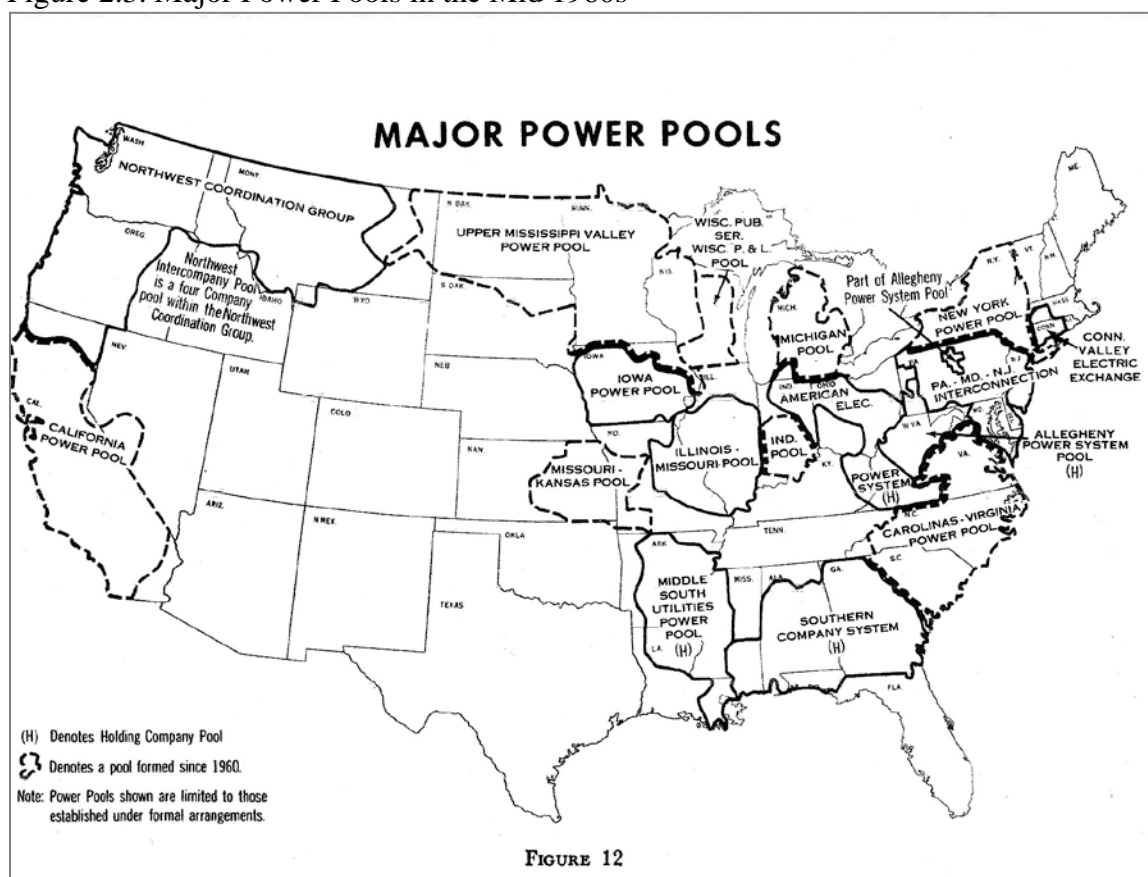 Figure 2.3. Major Power Pools in the Mid 1960s
MAJOR POWER POOLS
WASH
MONT.
NORTHWEST COORDINATION GROUP
OREG.
IDAHO
Northwest
Intercompany Pool
is a four Company
pool within the Northwest
Coordination Group.
WYO
N DAK.
MINN.
UPPER MISSISSIPPI VALLEY
POWER POOL
S DAK
WIS.
WISC. PUB.
SER.
WISC. P. & L.
POOL
MICH.
MICHIGAN
POOL
Part of Allegheny
Power System Pool
N.Y.
VT.
N.H.
ME.
MASS
NEW YORK
POWER POOL
CONN
CONN.
VALLEY
ELECTRIC
EXCHANGE
PA.
N.J.
PA.-MD.-N.J.
INTERCONNECTION
MD.
NEV.
UTAH
CAL.
CALIFORNIA
POWER POOL
COLO
NEB
IOWA
IOWA
POWER POOL
ILL.
IND.
OHIO
AMERICAN ELEC.
POWER
SYSTEM
(H)
W.VA
VA.
ALLEGHENY
POWER SYSTEM
POOL
(H)
KAN
MO.
MISSOURI-
KANSAS POOL
ILLINOIS-
MISSOURI-POOL
IND.
POOL
KY.
ARIZ.
N MEX.
OKLA
TEXAS
ARK
TENN.
N.C.
CAROLINAS-VIRGINIA
POWER POOL
S.C.
MISS.
ALA
GA.
MIDDLE
SOUTH
UTILITIES
POWER
POOL
(H)
LA.
SOUTHERN
COMPANY SYSTEM
(H)
FLA.
(H) Denotes Holding Company Pool
Denotes a pool formed since 1960.
Note: Power Pools shown are limited to those
established under formal arrangements.
FIGURE 12